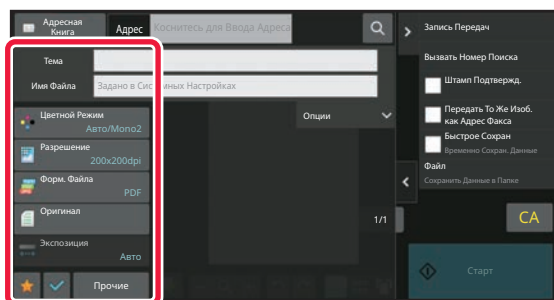 Адресная
Книга
Адрес
Коснитесь для Ввода Адреса
Тема
Имя Файла
Задано в Системных Настройках
Цветной Режим
Авто/Mono2
Разрешение
200x200dpi
Форм. Файла
PDF
Оригинал
Экспозиция
Авто
Прочие
Опции
1/1
Запись Передач
Вызвать Номер Поиска
Штамп Подтвержд.
Передать То Же Изоб.
как Адрес Факса
Быстрое Сохран
Временно Сохран. Данные
Файл
Сохранить Данные в Папке
CA
Старт